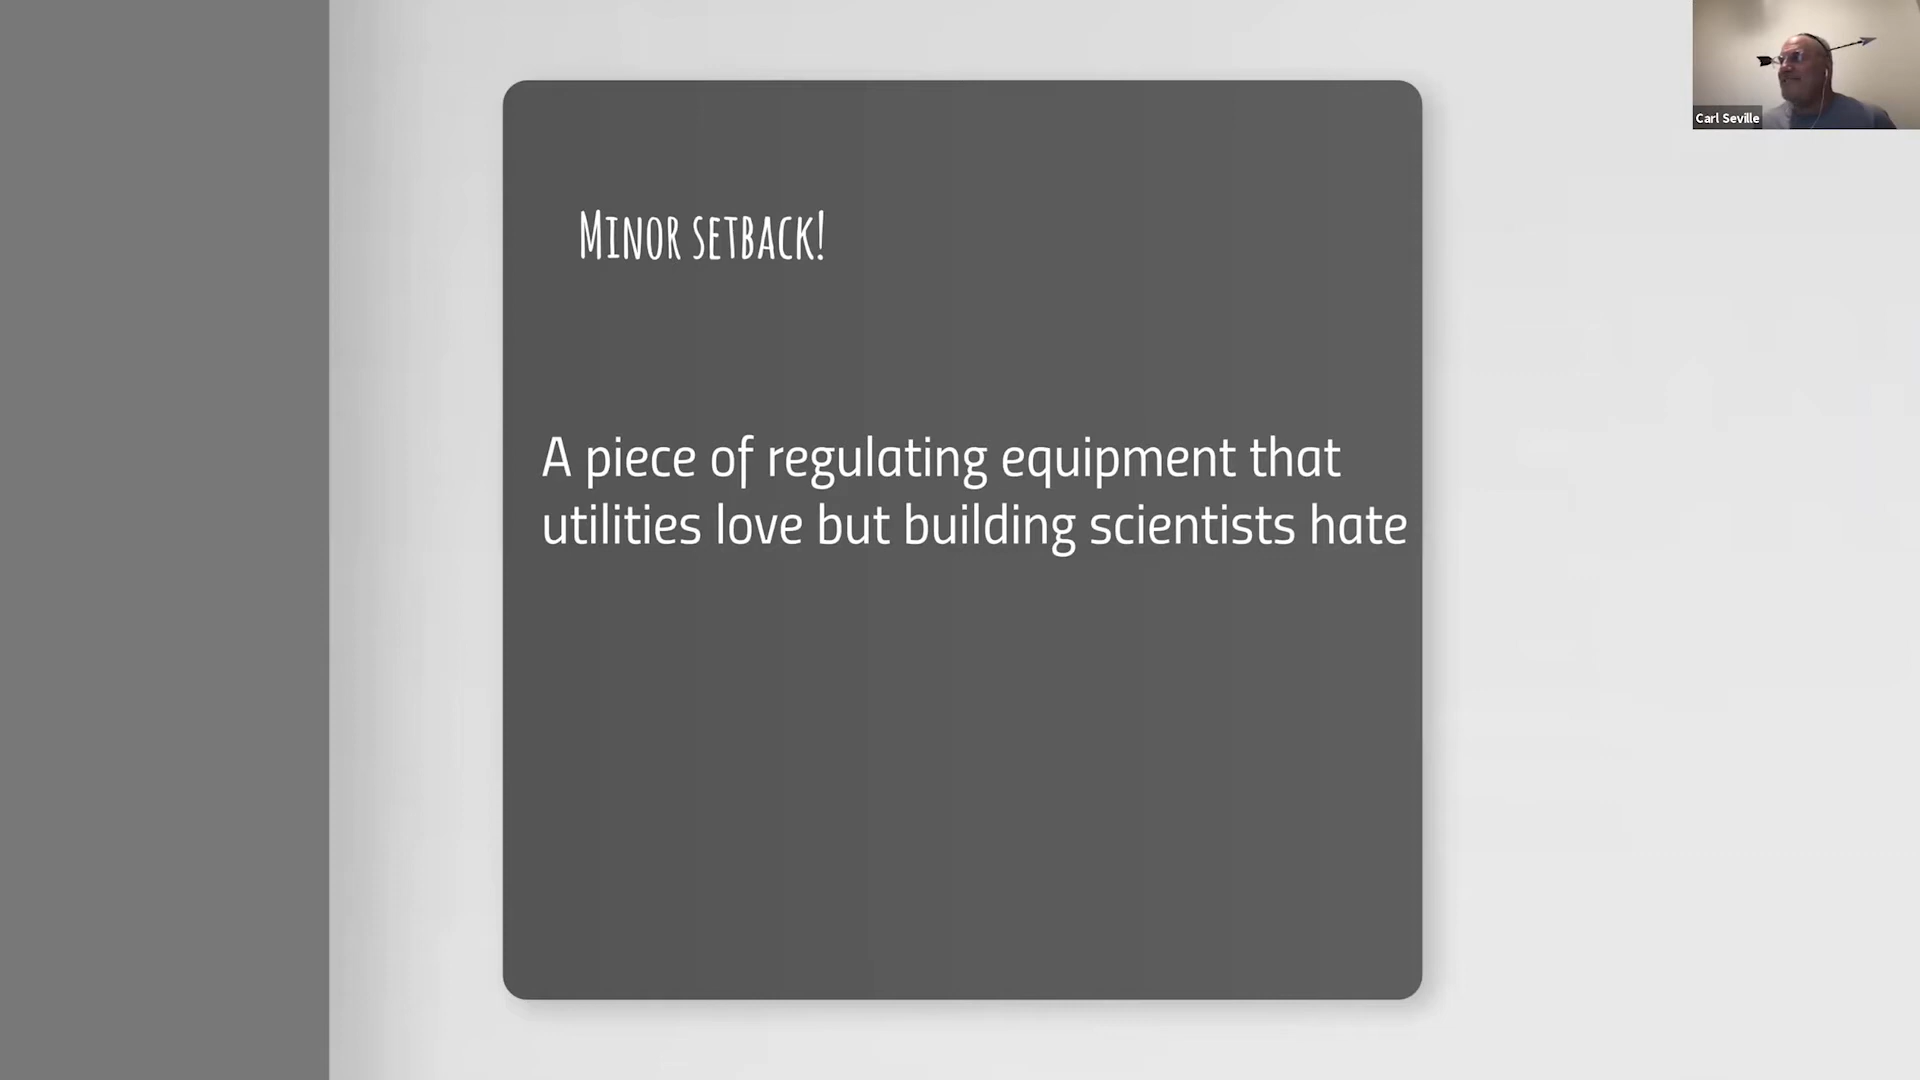 Minor setback!
A piece of regulating equipment that
utilities love but building scientists hate
Carl Seville